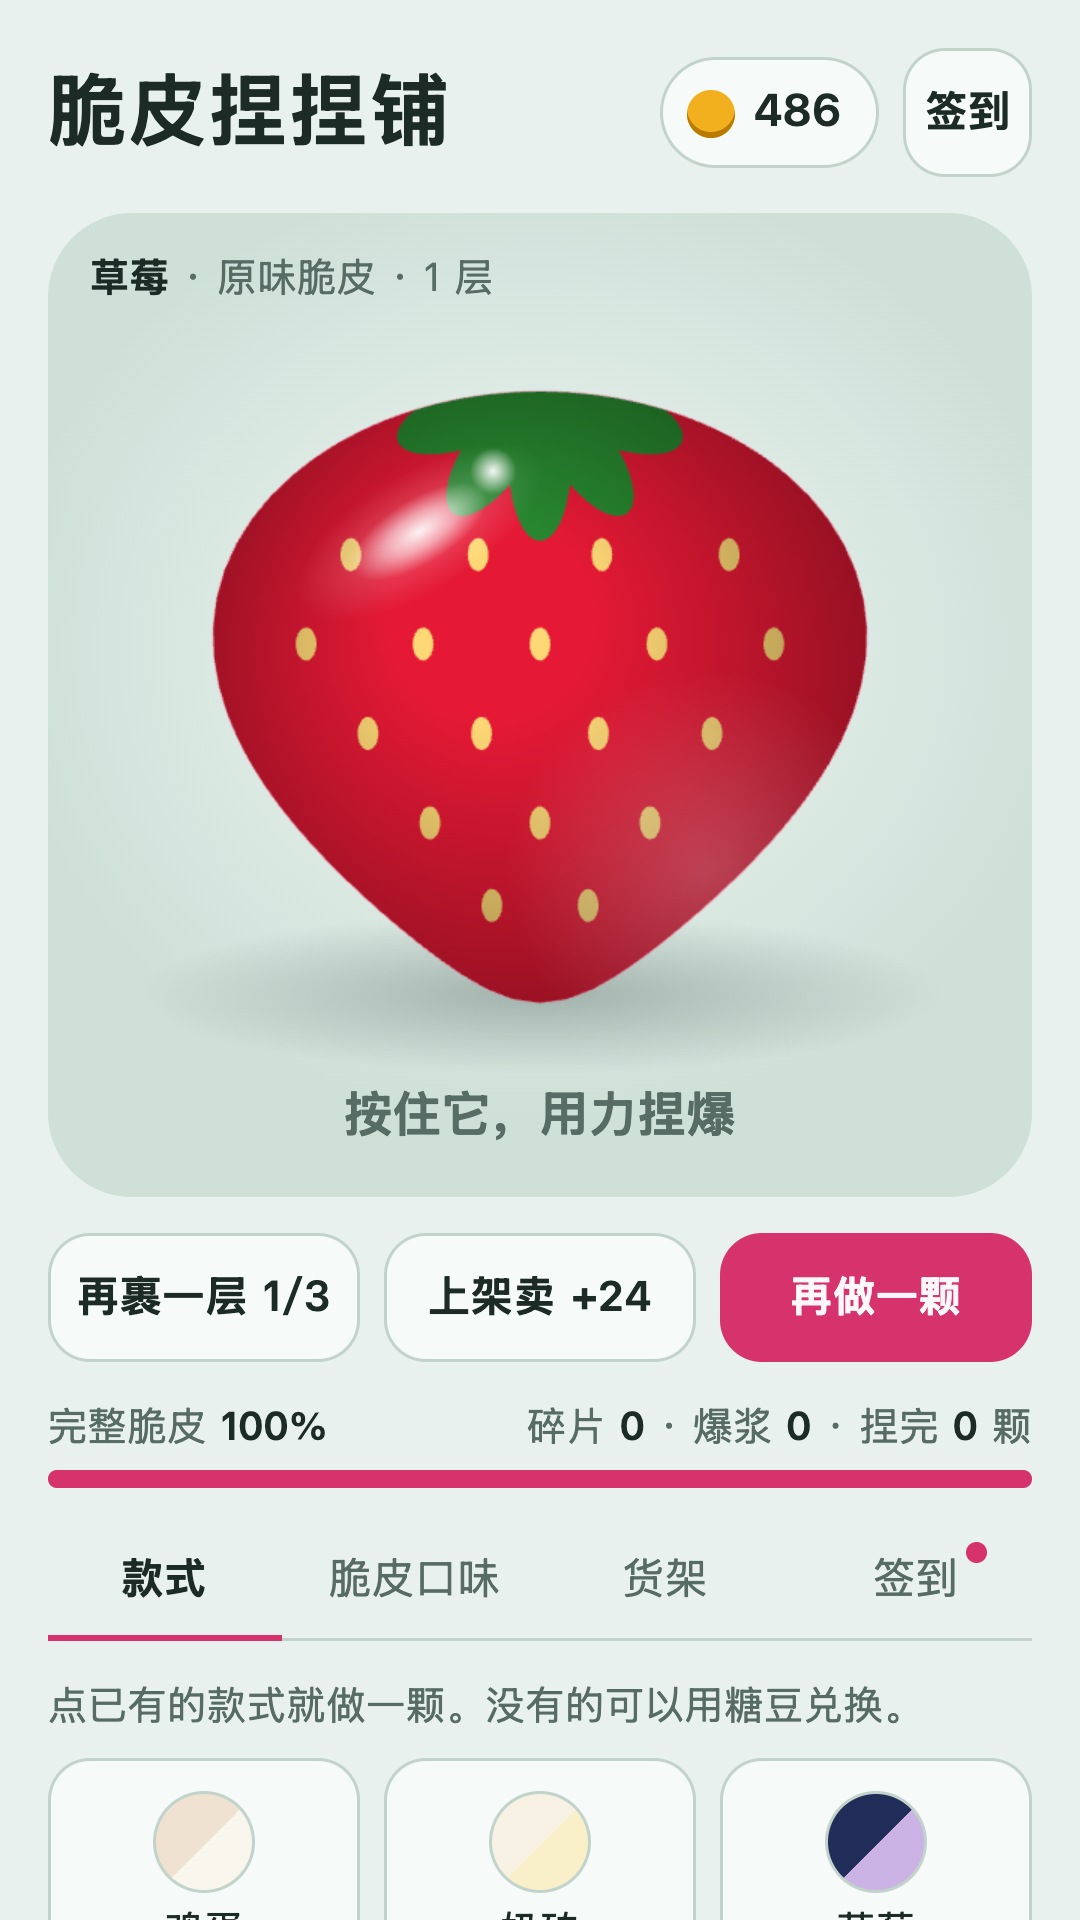 脆皮捏捏铺
486
签到
草莓 · 原味脆皮 · 1 层
按住它，用力捏爆
再裹一层 1/3
上架卖 +24
再做一颗
完整脆皮 100%
碎片 0 · 爆浆 0 · 捏完 0 颗
款式
脆皮口味
货架
签到
点已有的款式就做一颗。没有的可以用糖豆兑换。